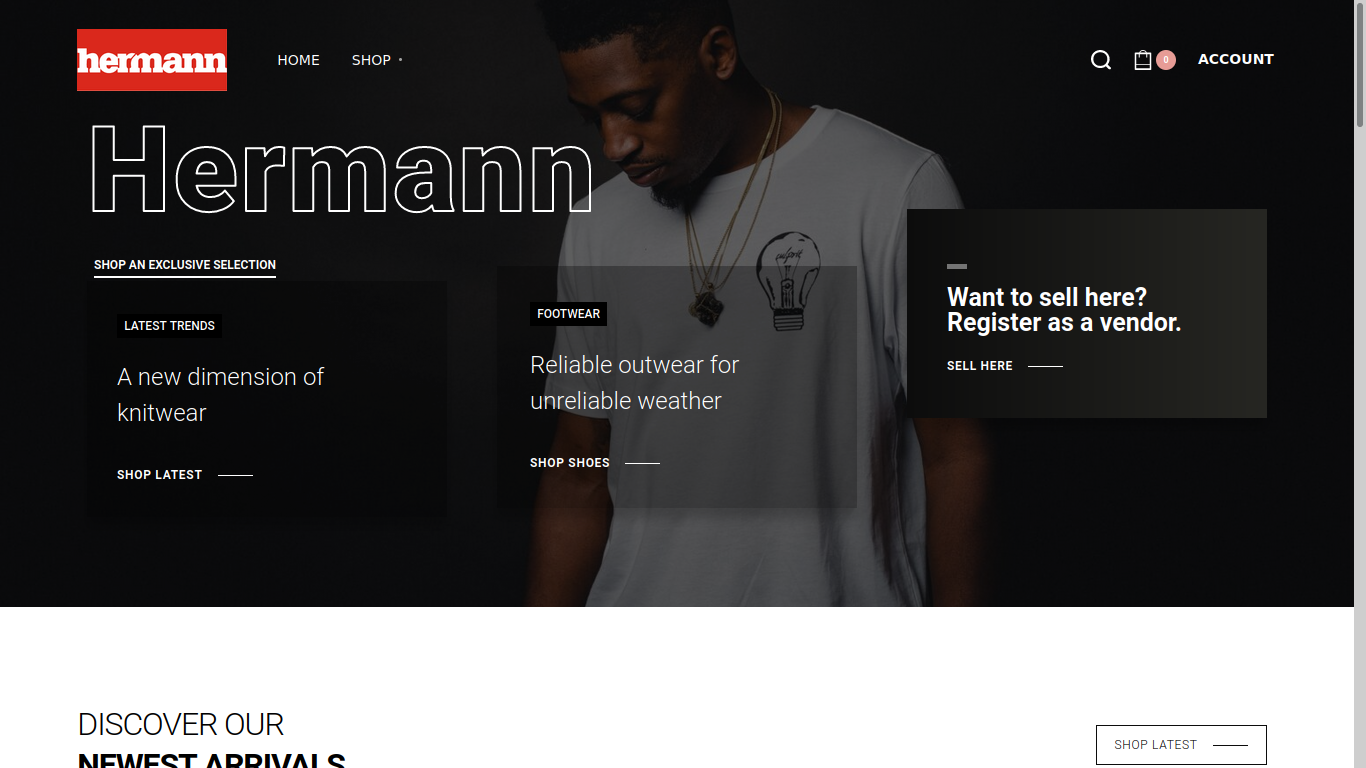 hermann
HOME
SHOP
0
ACCOUNT
Hermann
SHOP AN EXCLUSIVE SELECTION
LATEST TRENDS
A new dimension of
knitwear
SHOP LATEST
FOOTWEAR
Reliable outwear for
unreliable weather
SHOP SHOES
Want to sell here?
Register as a vendor.
SELL HERE
DISCOVER OUR
NEWEST ARRIVALS
SHOP LATEST